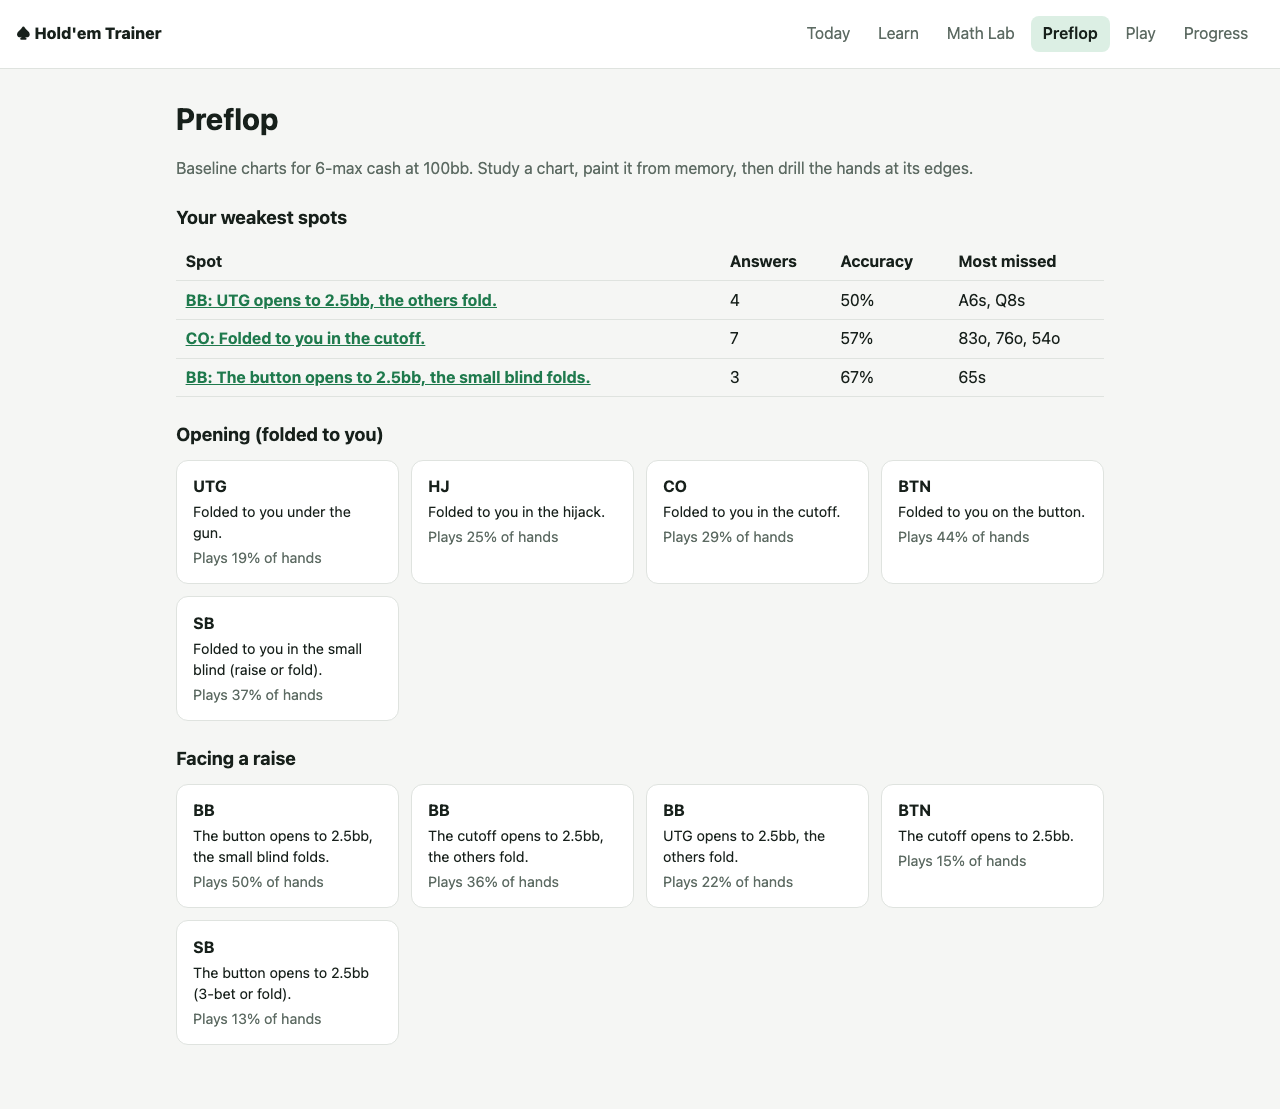 ♠ Hold'em Trainer
Today Learn Math Lab Preflop Play Progress
Preflop
Baseline charts for 6-max cash at 100bb. Study a chart, paint it from memory, then drill the hands at its edges.
Your weakest spots
Spot Answers Accuracy Most missed
BB: UTG opens to 2.5bb, the others fold. 4 50% A6s, Q8s
CO: Folded to you in the cutoff. 7 57% 83o, 76o, 54o
BB: The button opens to 2.5bb, the small blind folds. 3 67% 65s
Opening (folded to you)
UTG
Folded to you under the
gun.
Plays 19% of hands
HJ
Folded to you in the hijack.
Plays 25% of hands
CO
Folded to you in the cutoff.
Plays 29% of hands
BTN
Folded to you on the button.
Plays 44% of hands
SB
Folded to you in the small
blind (raise or fold).
Plays 37% of hands
Facing a raise
BB
The button opens to 2.5bb,
the small blind folds.
Plays 50% of hands
BB
The cutoff opens to 2.5bb,
the others fold.
Plays 36% of hands
BB
UTG opens to 2.5bb, the
others fold.
Plays 22% of hands
BTN
The cutoff opens to 2.5bb.
Plays 15% of hands
SB
The button opens to 2.5bb
(3-bet or fold).
Plays 13% of hands